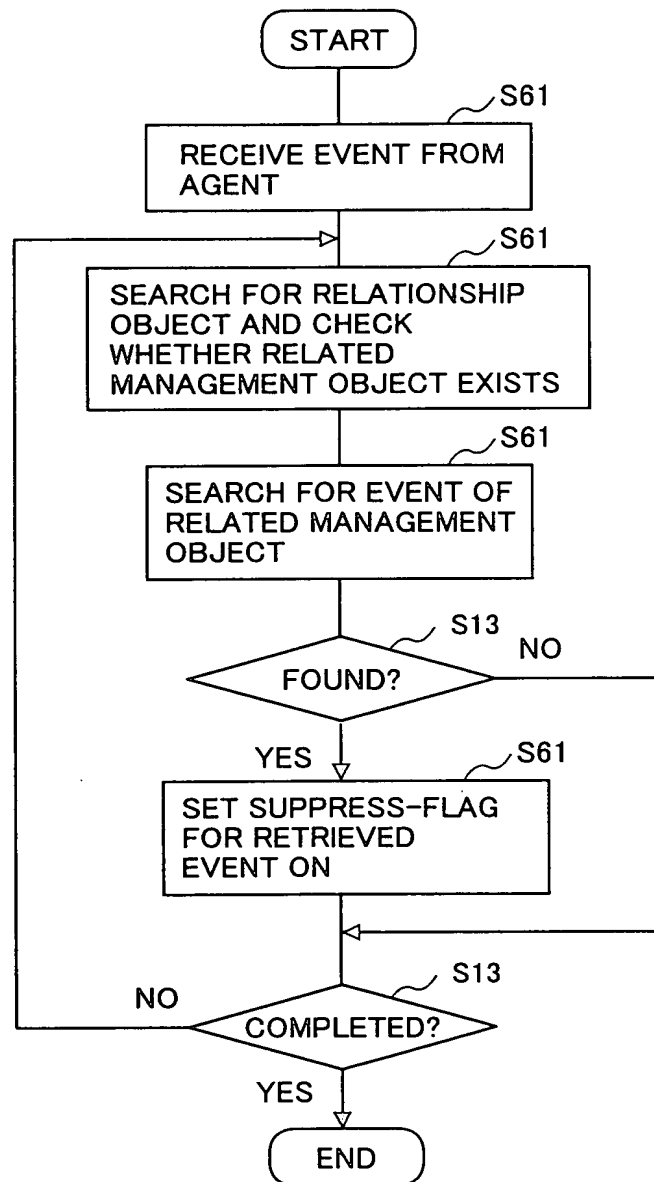 START
S61
RECEIVE EVENT FROM
AGENT
S61
SEARCH FOR RELATIONSHIP
OBJECT AND CHECK
WHETHER RELATED
MANAGEMENT OBJECT EXISTS
S61
SEARCH FOR EVENT OF
RELATED MANAGEMENT
OBJECT
S13
NO
FOUND?
YES
S61
SET SUPPRESS-FLAG
FOR RETRIEVED
EVENT ON
S13
NO
COMPLETED?
YES
END